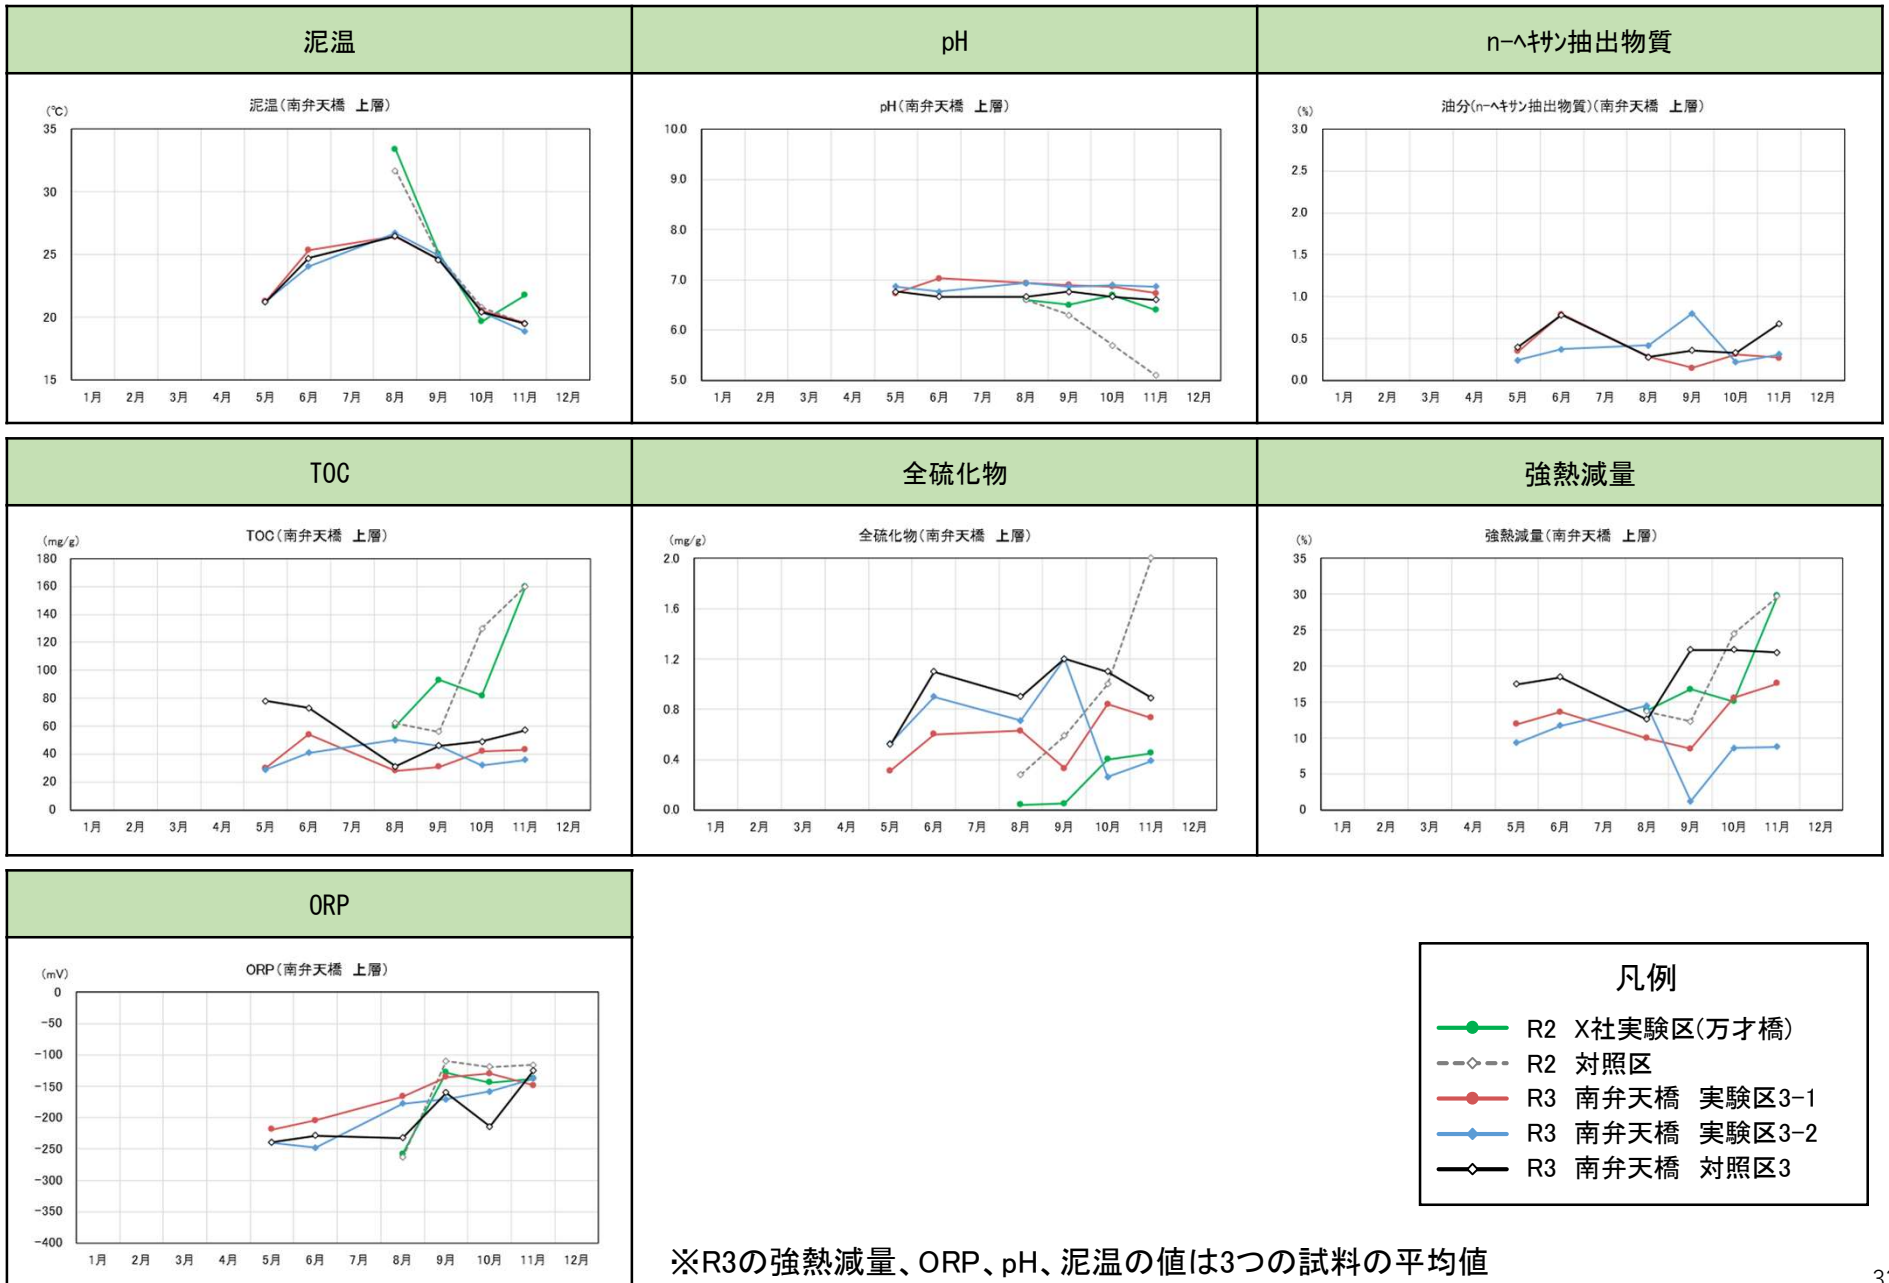 泥温
pH
n-ヘキサン抽出物質
泥温(南弁天橋 上層)
(℃)
35
30
25
20
15
1月 2月 3月 4月 5月 6月 7月 8月 9月 10月 11月 12月
pH(南弁天橋 上層)
10.0
9.0
8.0
7.0
6.0
5.0
1月 2月 3月 4月 5月 6月 7月 8月 9月 10月 11月 12月
油分(n-ヘキサン抽出物質)(南弁天橋 上層)
(%)
3.0
2.5
2.0
1.5
1.0
0.5
0.0
1月 2月 3月 4月 5月 6月 7月 8月 9月 10月 11月 12月
TOC
全硫化物
強熱減量
TOC(南弁天橋 上層)
(mg/g)
180
160
140
120
100
80
60
40
20
0
1月 2月 3月 4月 5月 6月 7月 8月 9月 10月 11月 12月
全硫化物(南弁天橋 上層)
(mg/g)
2.0
1.6
1.2
0.8
0.4
0.0
1月 2月 3月 4月 5月 6月 7月 8月 9月 10月 11月 12月
強熱減量(南弁天橋 上層)
(%)
35
30
25
20
15
10
5
0
1月 2月 3月 4月 5月 6月 7月 8月 9月 10月 11月 12月
ORP
ORP(南弁天橋 上層)
(mV)
0
-50
-100
-150
-200
-250
-300
-350
-400
1月 2月 3月 4月 5月 6月 7月 8月 9月 10月 11月 12月
凡例
R2 X社実験区(万才橋)
R2 対照区
R3 南弁天橋 実験区3-1
R3 南弁天橋 実験区3-2
R3 南弁天橋 対照区3
※R3の強熱減量、ORP、pH、泥温の値は3つの試料の平均値